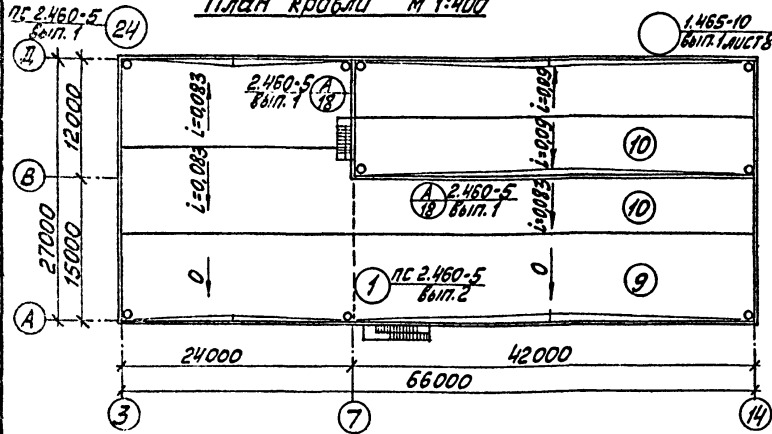 План кровли М 1:400
ПС 2.460-5
Вып. 1
24
1.465-10
Вып. 1 лист 8
Д
2.460-5
Вып. 1
А
18
i=0,083
i=0,09
12000
i=0,083
i=0,09
10
В
А
18
2.460-5
Вып. 1
i=0,083
10
27000
15000
0
1
ПС 2.460-5
Вып. 2
0
9
А
24000
42000
66000
3
7
14